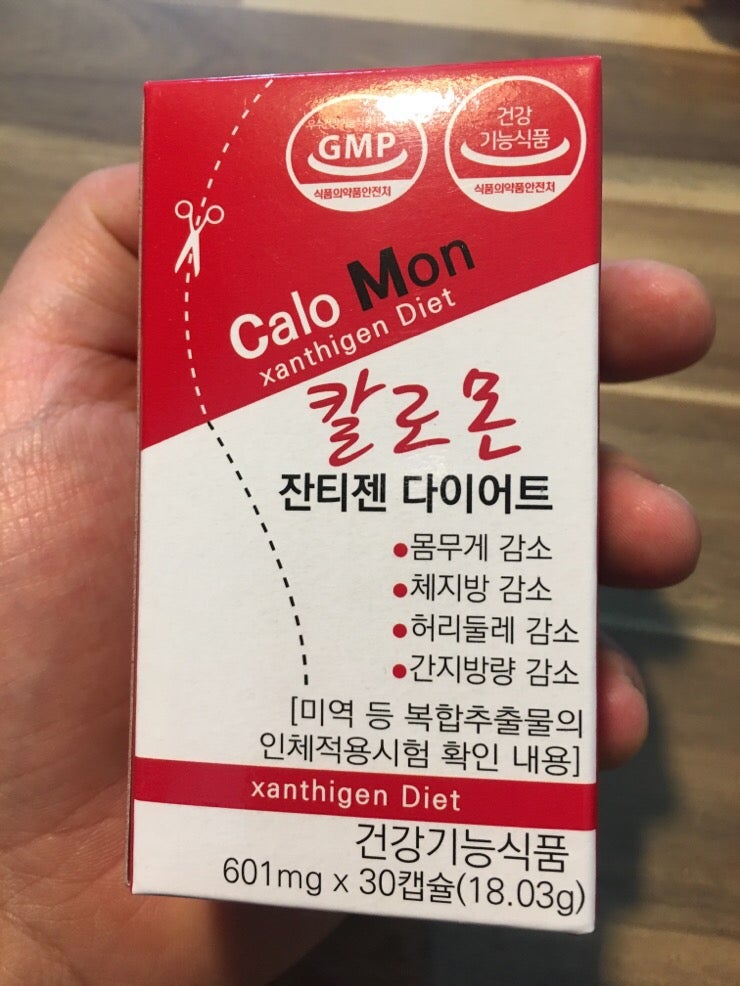 GMP
식품의약품안전처
건강
기능식품
식품의약품안전처
Calo Mon
xanthigen Diet
칼로몬
잔티젠 다이어트
●몸무게 감소
●체지방 감소
●허리둘레 감소
●간지방량 감소
[미역 등 복합추출물의
인체적용시험 확인 내용]
xanthigen Diet
건강기능식품
601mg x 30캡슐(18.03g)